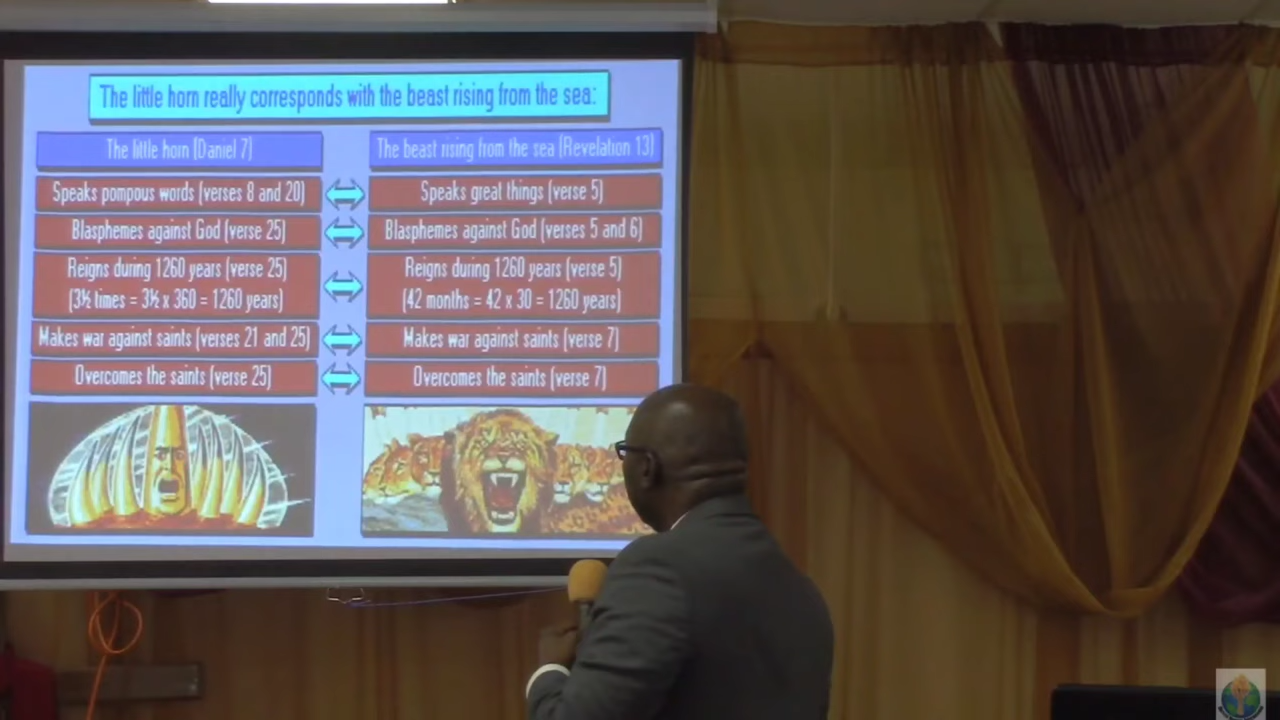 The little horn really corresponds with the beast rising from the sea:
The little horn (Daniel 7)
The beast rising from the sea (Revelation 13)
Speaks pompous words (verses 8 and 20)
Speaks great things (verse 5)
Blasphemes against God (verse 25)
Blasphemes against God (verses 5 and 6)
Reigns during 1260 years (verse 25)
(3½ times = 3½ x 360 = 1260 years)
Reigns during 1260 years (verse 5)
(42 months = 42 x 30 = 1260 years)
Makes war against saints (verses 21 and 25)
Makes war against saints (verse 7)
Overcomes the saints (verse 25)
Overcomes the saints (verse 7)